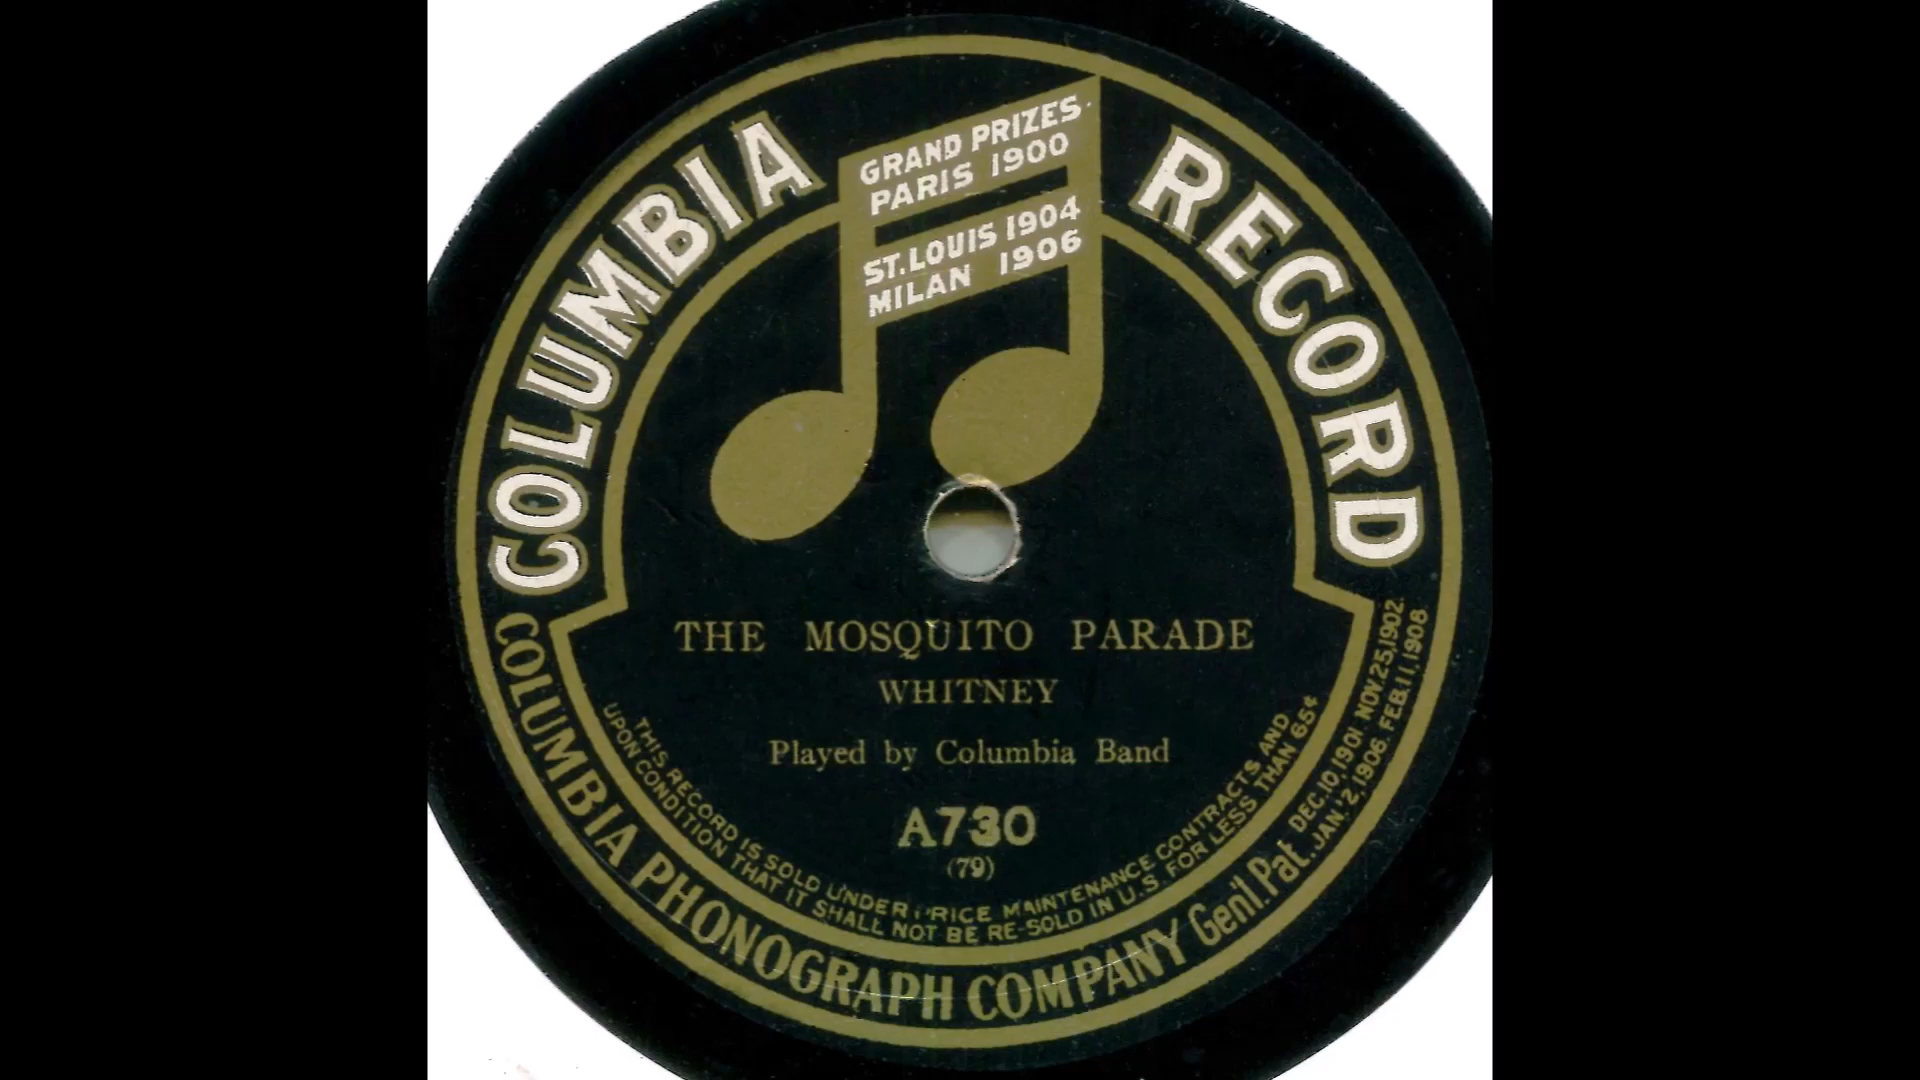 COLUMBIA RECORD
GRAND PRIZES
PARIS 1900
ST. LOUIS 1904
MILAN 1906
THE MOSQUITO PARADE
WHITNEY
Played by Columbia Band
A730
(79)
THIS RECORD IS SOLD UNDER PRICE MAINTENANCE CONTRACTS AND
UPON CONDITION THAT IT SHALL NOT BE RE-SOLD IN U.S. FOR LESS THAN 65¢
COLUMBIA PHONOGRAPH COMPANY Gen'l. Pat. DEC.10,1901. NOV.25,1902.
JAN.'2,1906. FEB.11,1908